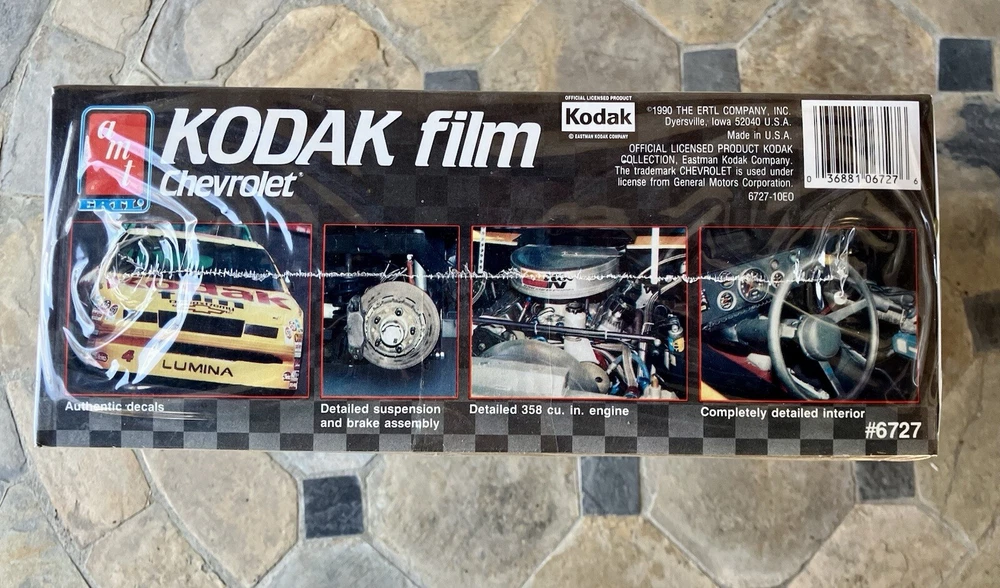 amt
ERTL®
KODAK film
Chevrolet®
OFFICIAL LICENSED PRODUCT
Kodak
© EASTMAN KODAK COMPANY
©1990 THE ERTL COMPANY, INC.
Dyersville, Iowa 52040 U.S.A.
Made in U.S.A.
OFFICIAL LICENSED PRODUCT KODAK
COLLECTION, Eastman Kodak Company.
The trademark CHEVROLET is used under
license from General Motors Corporation.
6727-10EO
0 36881 06727 6
Kodak
film
4
LUMINA
K&N
Authentic decals
Detailed suspension
and brake assembly
Detailed 358 cu. in. engine
Completely detailed interior
#6727